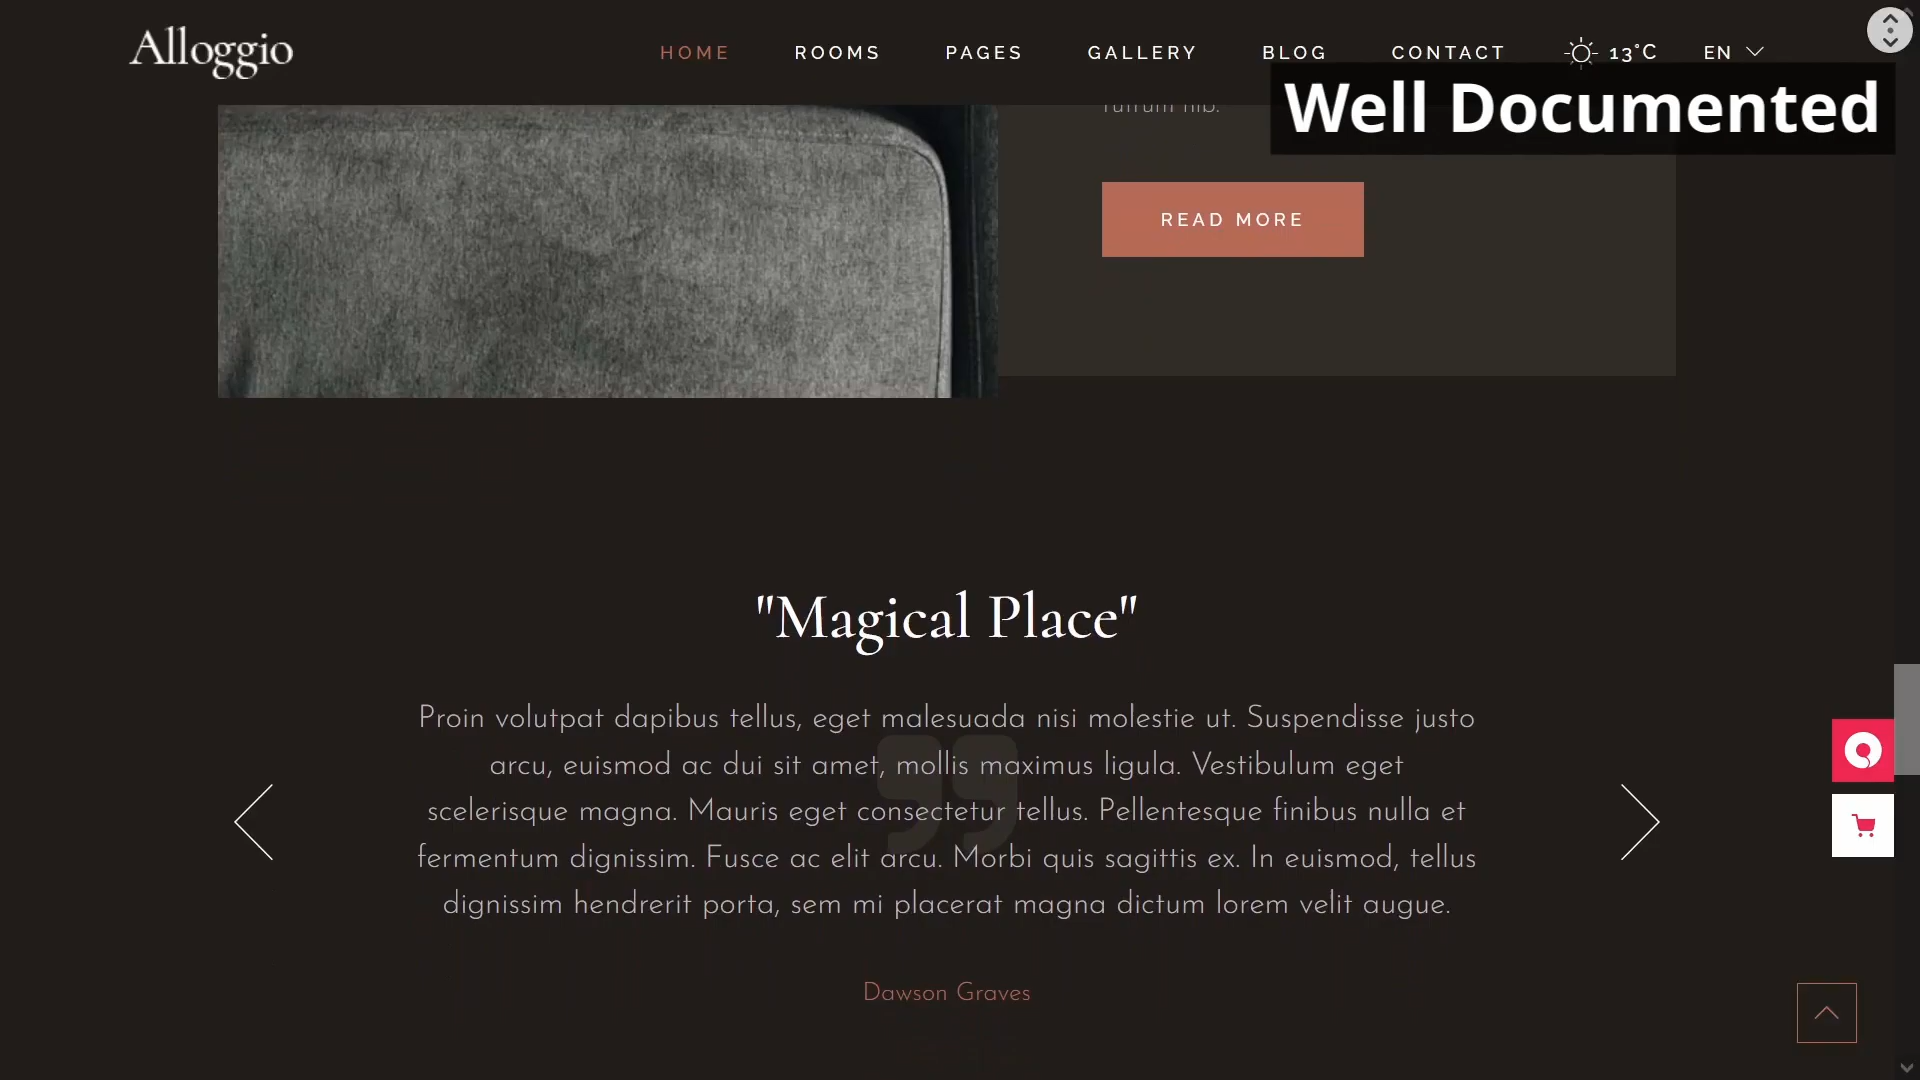 Alloggio
HOME ROOMS PAGES GALLERY BLOG CONTACT 13°C EN
Well Documented
READ MORE
"Magical Place"
Proin volutpat dapibus tellus, eget malesuada nisi molestie ut. Suspendisse justo
arcu, euismod ac dui sit amet, mollis maximus ligula. Vestibulum eget
scelerisque magna. Mauris eget consectetur tellus. Pellentesque finibus nulla et
fermentum dignissim. Fusce ac elit arcu. Morbi quis sagittis ex. In euismod, tellus
dignissim hendrerit porta, sem mi placerat magna dictum lorem velit augue.
Dawson Graves